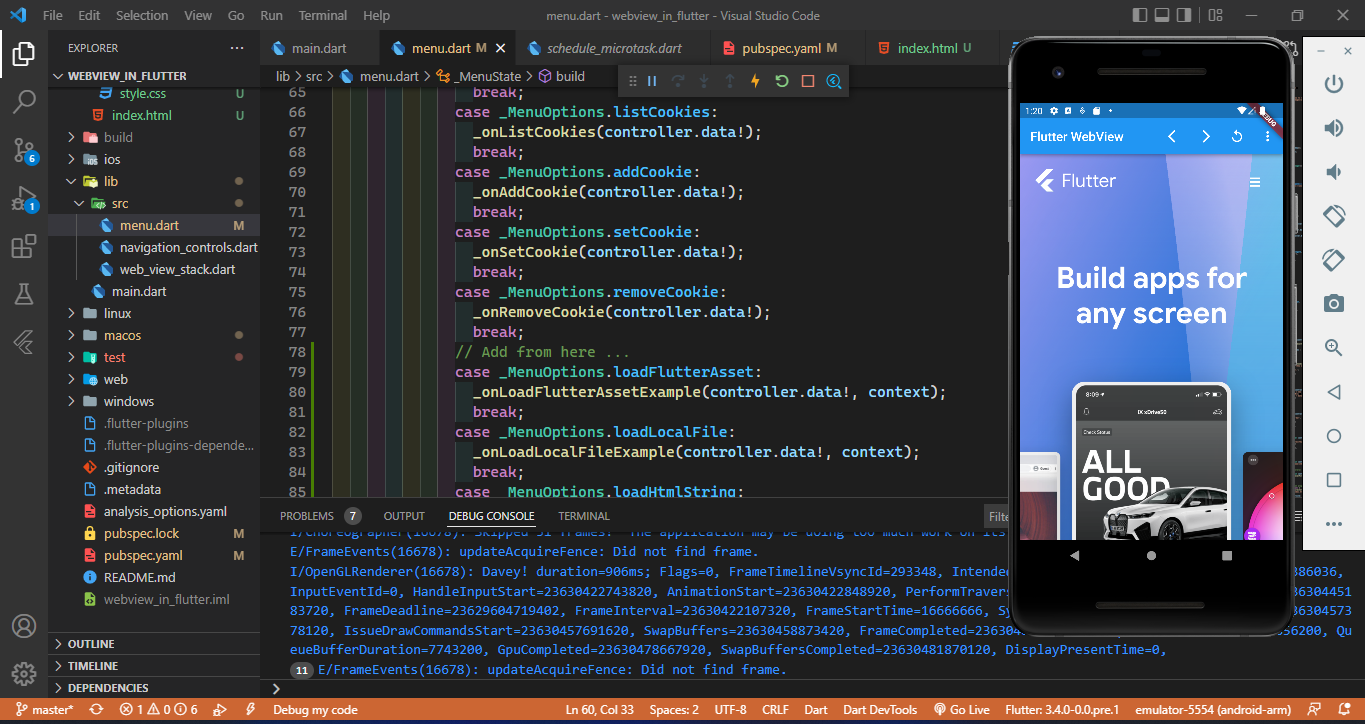 File Edit Selection View Go Run Terminal Help
menu.dart - webview_in_flutter - Visual Studio Code
EXPLORER
WEBVIEW_IN_FLUTTER
style.css U
index.html U
build
ios
lib
src
menu.dart M
navigation_controls.dart
web_view_stack.dart
main.dart
linux
macos
test
web
windows
.flutter-plugins
.flutter-plugins-depende...
.gitignore
.metadata
analysis_options.yaml
pubspec.lock M
pubspec.yaml M
README.md
webview_in_flutter.iml
OUTLINE
TIMELINE
DEPENDENCIES
6
1
main.dart
menu.dart M
schedule_microtask.dart
pubspec.yaml M
index.html U
lib > src > menu.dart > _MenuState > build
65 break;
66 case _MenuOptions.listCookies:
67 _onListCookies(controller.data!);
68 break;
69 case _MenuOptions.addCookie:
70 _onAddCookie(controller.data!);
71 break;
72 case _MenuOptions.setCookie:
73 _onSetCookie(controller.data!);
74 break;
75 case _MenuOptions.removeCookie:
76 _onRemoveCookie(controller.data!);
77 break;
78 // Add from here ...
79 case _MenuOptions.loadFlutterAsset:
80 _onLoadFlutterAssetExample(controller.data!, context);
81 break;
82 case _MenuOptions.loadLocalFile:
83 _onLoadLocalFileExample(controller.data!, context);
84 break;
85 case _MenuOptions.loadHtmlString:
PROBLEMS 7 OUTPUT DEBUG CONSOLE TERMINAL
Filte
I/Choreographer(16678): Skipped 51 frames! The application may be doing too much work on its
E/FrameEvents(16678): updateAcquireFence: Did not find frame.
I/OpenGLRenderer(16678): Davey! duration=906ms; Flags=0, FrameTimelineVsyncId=293348, Intended 386036,
InputEventId=0, HandleInputStart=23630422743820, AnimationStart=23630422848920, PerformTravers 36304451
83720, FrameDeadline=23629604719402, FrameInterval=23630422107320, FrameStartTime=16666666, Sy 36304573
78120, IssueDrawCommandsStart=23630457691620, SwapBuffers=23630458873420, FrameCompleted=23630 56200, Qu
eueBufferDuration=7743200, GpuCompleted=23630478667920, SwapBuffersCompleted=23630481870120, DisplayPresentTime=0,
11 E/FrameEvents(16678): updateAcquireFence: Did not find frame.
1:20
DEBUG
Flutter WebView
Flutter
Build apps for
any screen
8:09
iX xDrive50
Check Status
ALL
GOOD
master* 1 0 6 Debug my code Ln 60, Col 33 Spaces: 2 UTF-8 CRLF Dart Dart DevTools Go Live Flutter: 3.4.0-0.0.pre.1 emulator-5554 (android-arm)